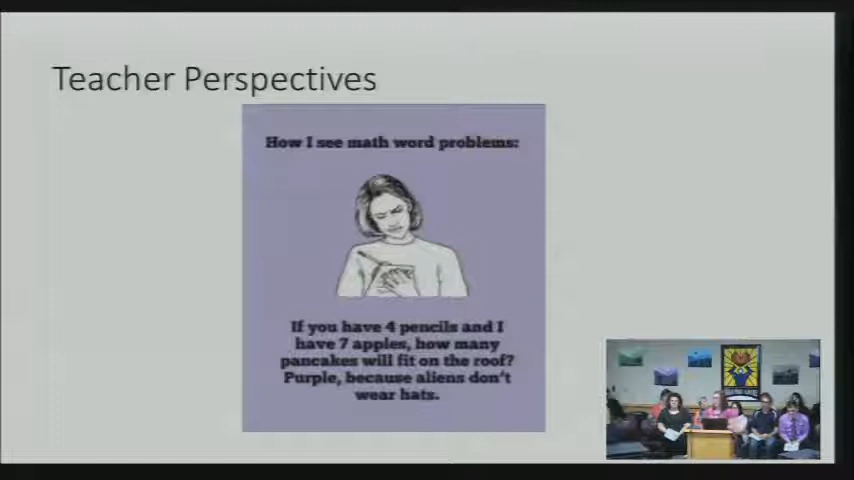 Teacher Perspectives
How I see math word problems:
If you have 4 pencils and I
have 7 apples, how many
pancakes will fit on the roof?
Purple, because aliens don't
wear hats.